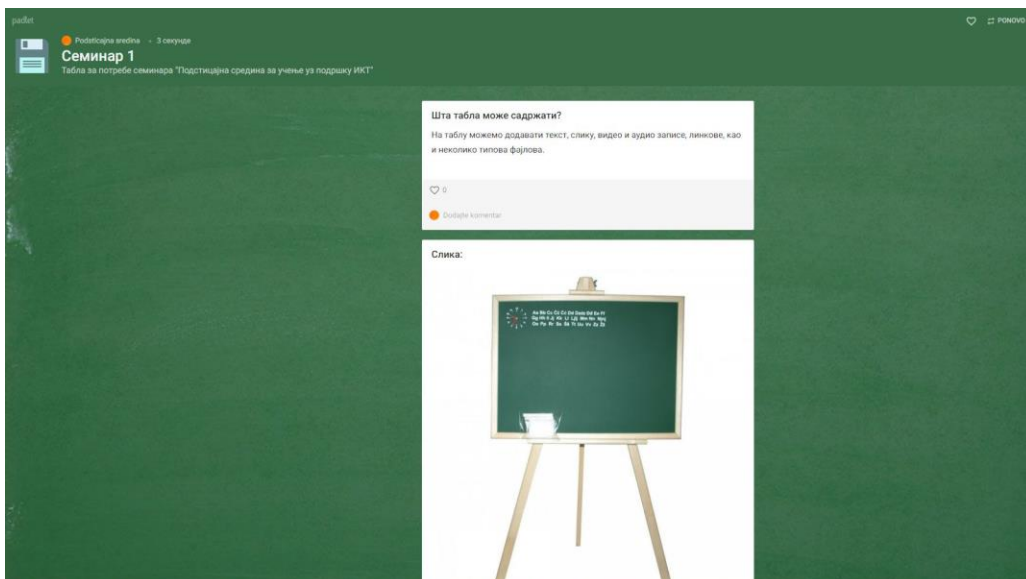 padlet
PONOVO
Podsticajna sredina • 3 секунде
Семинар 1
Табла за потребе семинара "Подстицајна средина за учење уз подршку ИКТ"
Шта табла може садржати?
На таблу можемо додавати текст, слику, видео и аудио записе, линкове, као
и неколико типова фајлова.
0
Dodajte komentar
Слика: